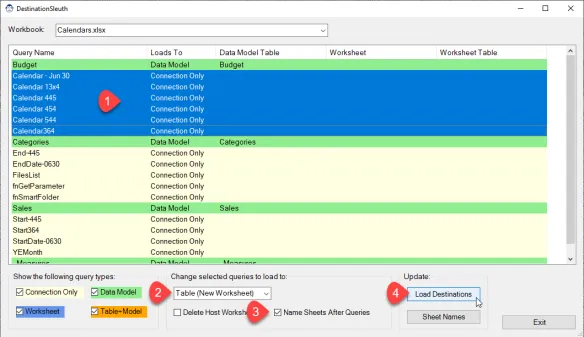 DestinationSleuth
Workbook: Calendars.xlsx
Query Name Loads To Data Model Table Worksheet Worksheet Table
Budget Data Model Budget
Calendar - Jun 30 Connection Only
Calendar 13x4 Connection Only
Calendar 445 Connection Only
Calendar 454 Connection Only
Calendar 544 Connection Only
Calendar364 Connection Only
1
Categories Data Model Categories
End-445 Connection Only
EndDate-0630 Connection Only
FilesList Connection Only
fnGetParameter Connection Only
fnSmartFolder Connection Only
Sales Data Model Sales
Start-445 Connection Only
Start364 Connection Only
StartDate-0630 Connection Only
YEMonth Connection Only
_Measures Data Model _Measures
Show the following query types: Change selected queries to load to: Update:
Connection Only Data Model 2 Table (New Worksheet) 4 Load Destinations
Worksheet Table+Model Delete Host 3 Name Sheets After Queries Sheet Names
Exit